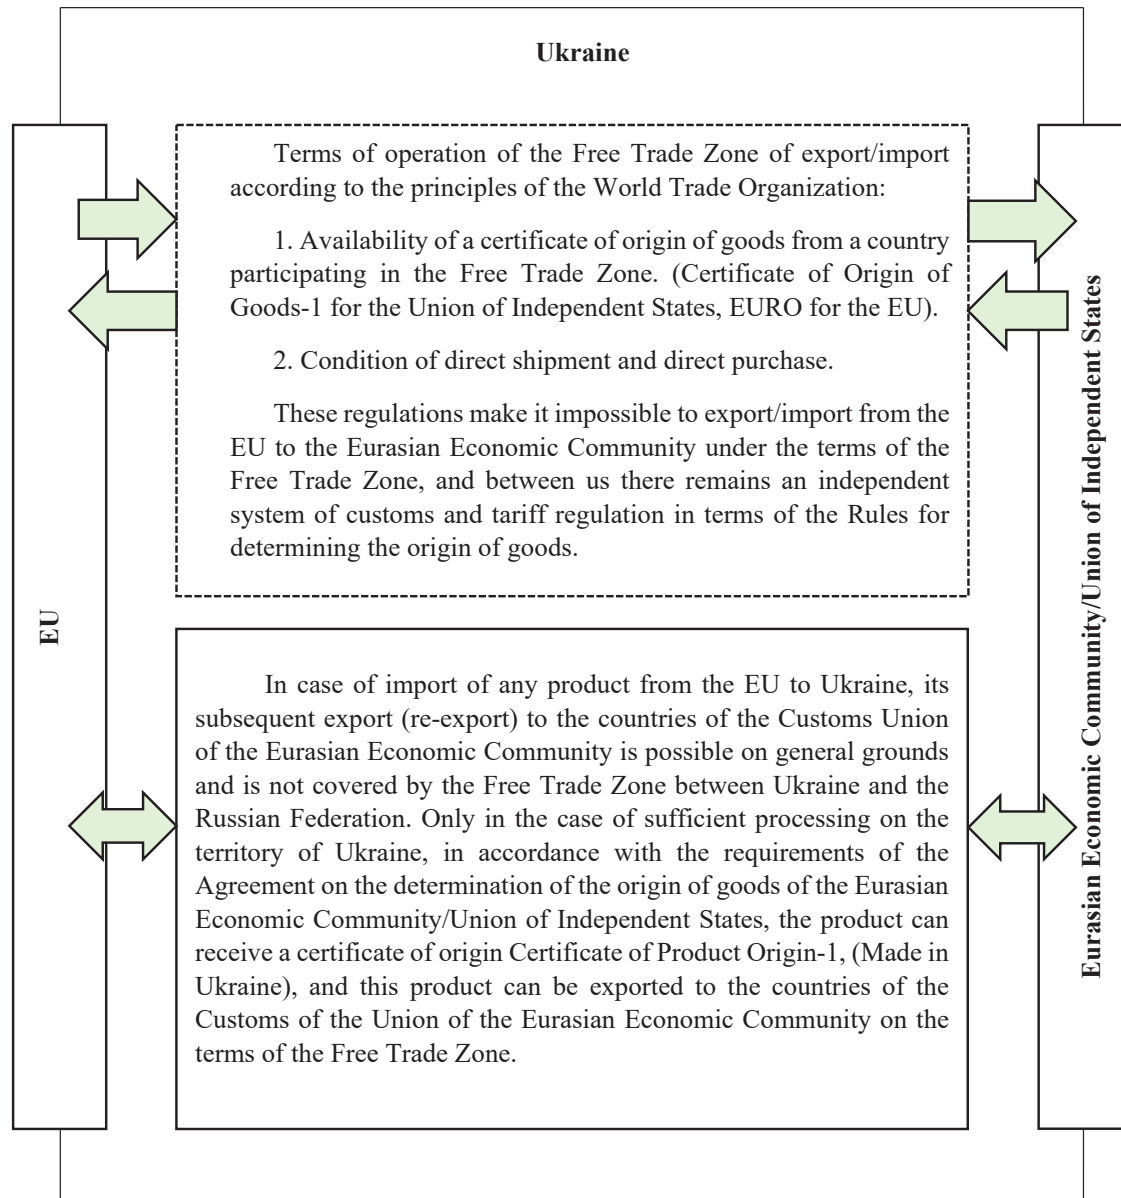 Ukraine
EU
Terms of operation of the Free Trade Zone of export/import
according to the principles of the World Trade Organization:
1. Availability of a certificate of origin of goods from a country
participating in the Free Trade Zone. (Certificate of Origin of
Goods-1 for the Union of Independent States, EURO for the EU).
2. Condition of direct shipment and direct purchase.
These regulations make it impossible to export/import from the
EU to the Eurasian Economic Community under the terms of the
Free Trade Zone, and between us there remains an independent
system of customs and tariff regulation in terms of the Rules for
determining the origin of goods.
In case of import of any product from the EU to Ukraine, its
subsequent export (re-export) to the countries of the Customs Union
of the Eurasian Economic Community is possible on general grounds
and is not covered by the Free Trade Zone between Ukraine and the
Russian Federation. Only in the case of sufficient processing on the
territory of Ukraine, in accordance with the requirements of the
Agreement on the determination of the origin of goods of the Eurasian
Economic Community/Union of Independent States, the product can
receive a certificate of origin Certificate of Product Origin-1, (Made in
Ukraine), and this product can be exported to the countries of the
Customs of the Union of the Eurasian Economic Community on the
terms of the Free Trade Zone.
Eurasian Economic Community/Union of Independent States